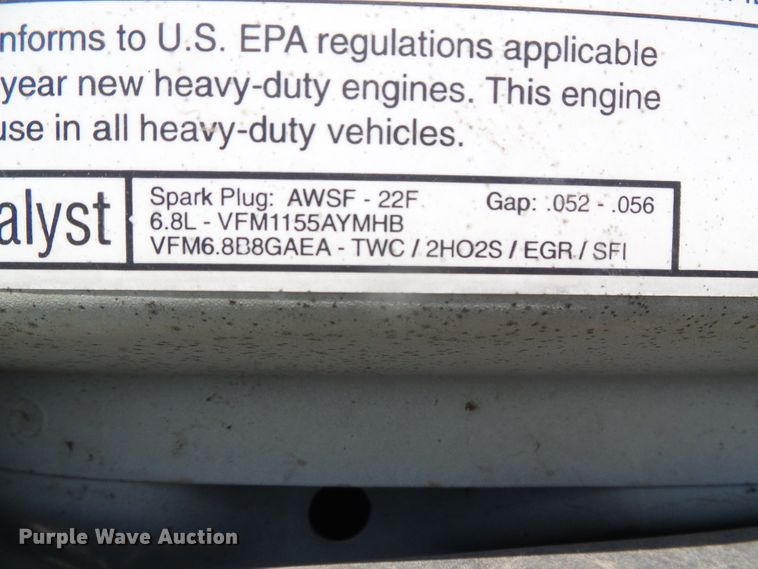 nforms to U.S. EPA regulations applicable
year new heavy-duty engines. This engine
use in all heavy-duty vehicles.
alyst
Spark Plug: AWSF - 22F Gap: .052 - .056
6.8L - VFM1155AYMHB
VFM6.8B8GAEA - TWC / 2HO2S / EGR / SFI
Purple Wave Auction